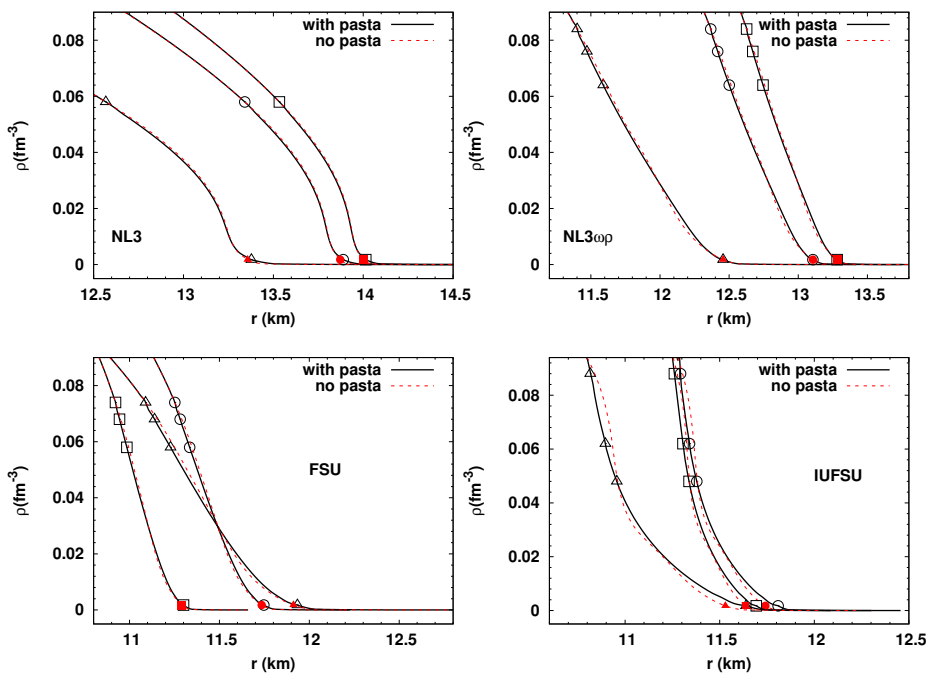 with pasta
no pasta
0.08
0.06
0.04
0.02
0
ρ(fm⁻³)
NL3
12.5 13 13.5 14 14.5
r (km)
with pasta
no pasta
0.08
0.06
0.04
0.02
0
ρ(fm⁻³)
NL3ωρ
11.5 12 12.5 13 13.5
r (km)
with pasta
no pasta
0.08
0.06
0.04
0.02
0
ρ(fm⁻³)
FSU
11 11.5 12 12.5
r (km)
with pasta
no pasta
0.08
0.06
0.04
0.02
0
ρ(fm⁻³)
IUFSU
11 11.5 12 12.5
r (km)